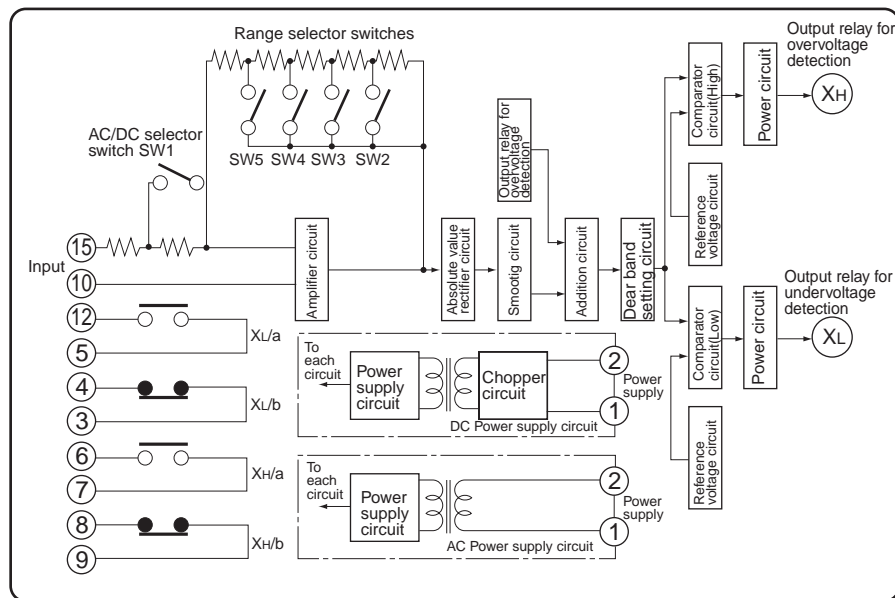 Range selector switches
AC/DC selector
switch SW1
SW5 SW4 SW3 SW2
Output relay for
overvoltage
detection
Comparator
circuit(High)
Power circuit
XH
Output relay for
overvoltage detection
Reference
voltage circuit
Input
15
10
Amplifier circuit
Absolute value
rectifier circuit
Smootig circuit
Addition circuit
Dear band
setting circuit
Comparator
circuit(Low)
Power circuit
XL
Output relay for
undervoltage
detection
Reference
voltage circuit
12
5
XL/a
4
3
XL/b
6
7
XH/a
8
9
XH/b
To
each
circuit
Power
supply
circuit
Chopper
circuit
2
1
Power
supply
DC Power supply circuit
To
each
circuit
Power
supply
circuit
2
1
Power
supply
AC Power supply circuit